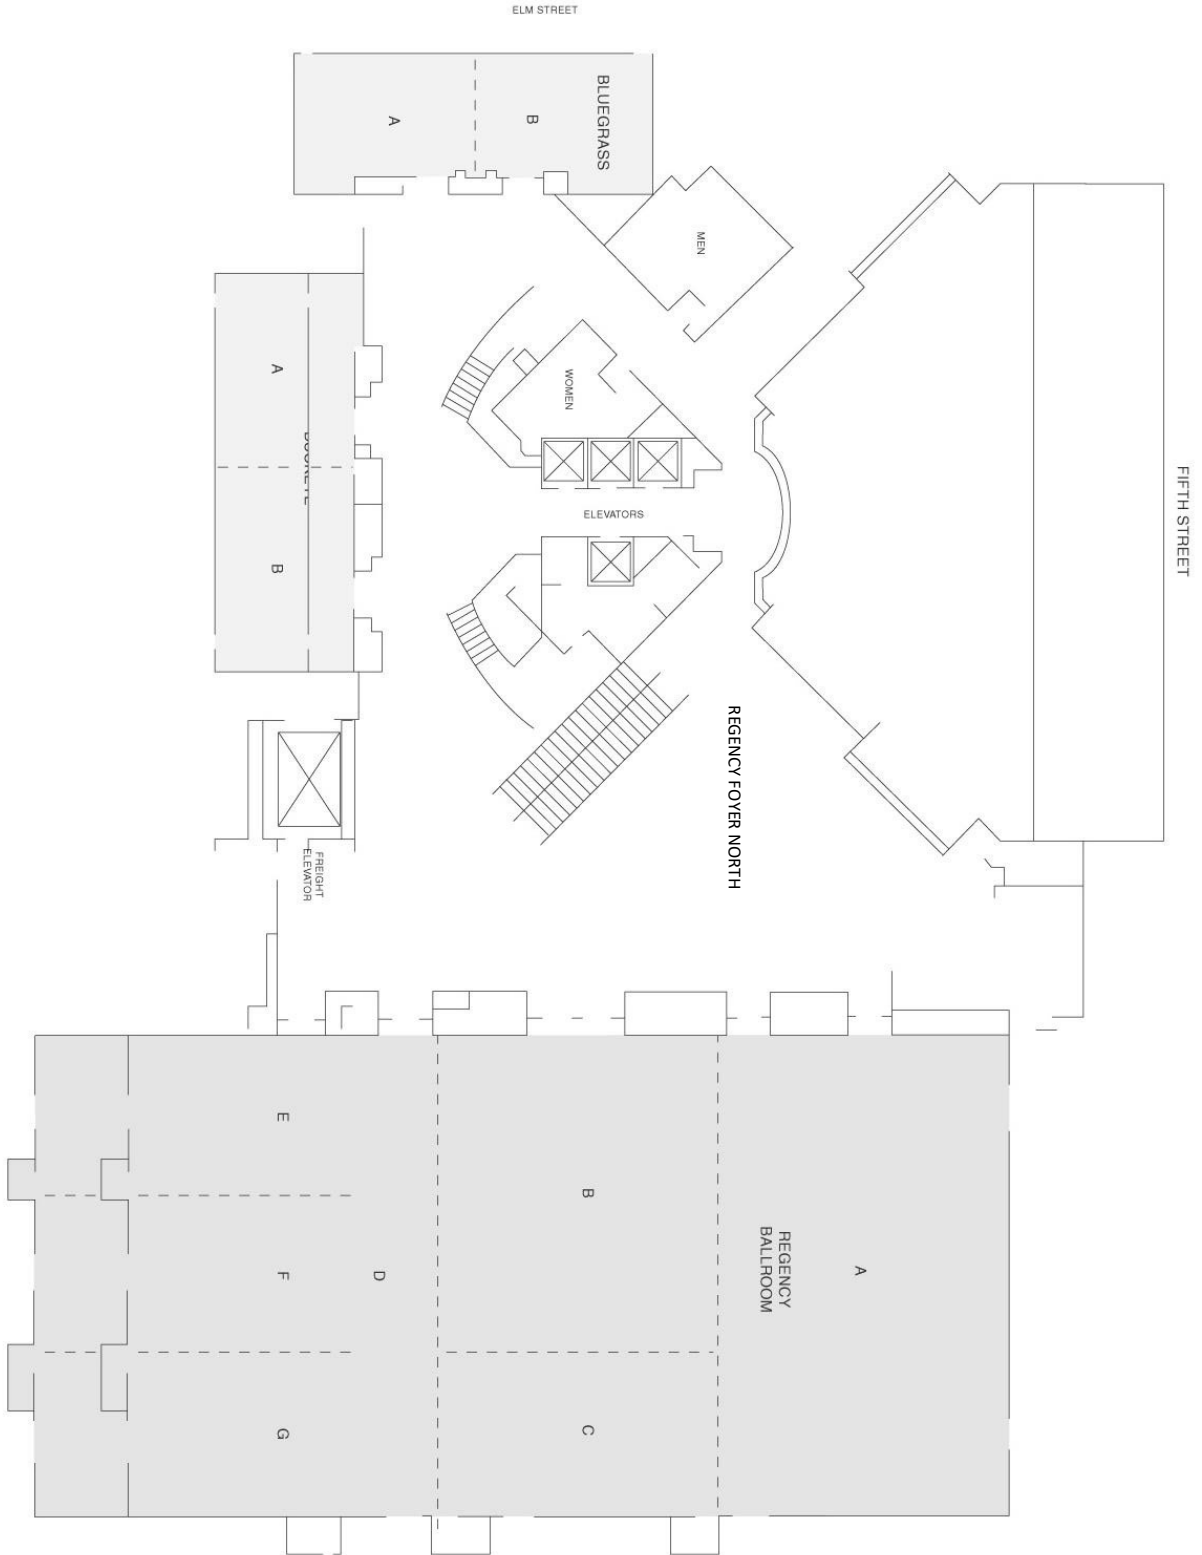 ELM STREET
BLUEGRASS
A
B
MEN
WOMEN
A
B
ELEVATORS
FIFTH STREET
REGENCY FOYER NORTH
FREIGHT
ELEVATOR
E
B
F
D
REGENCY
BALLROOM
A
G
C